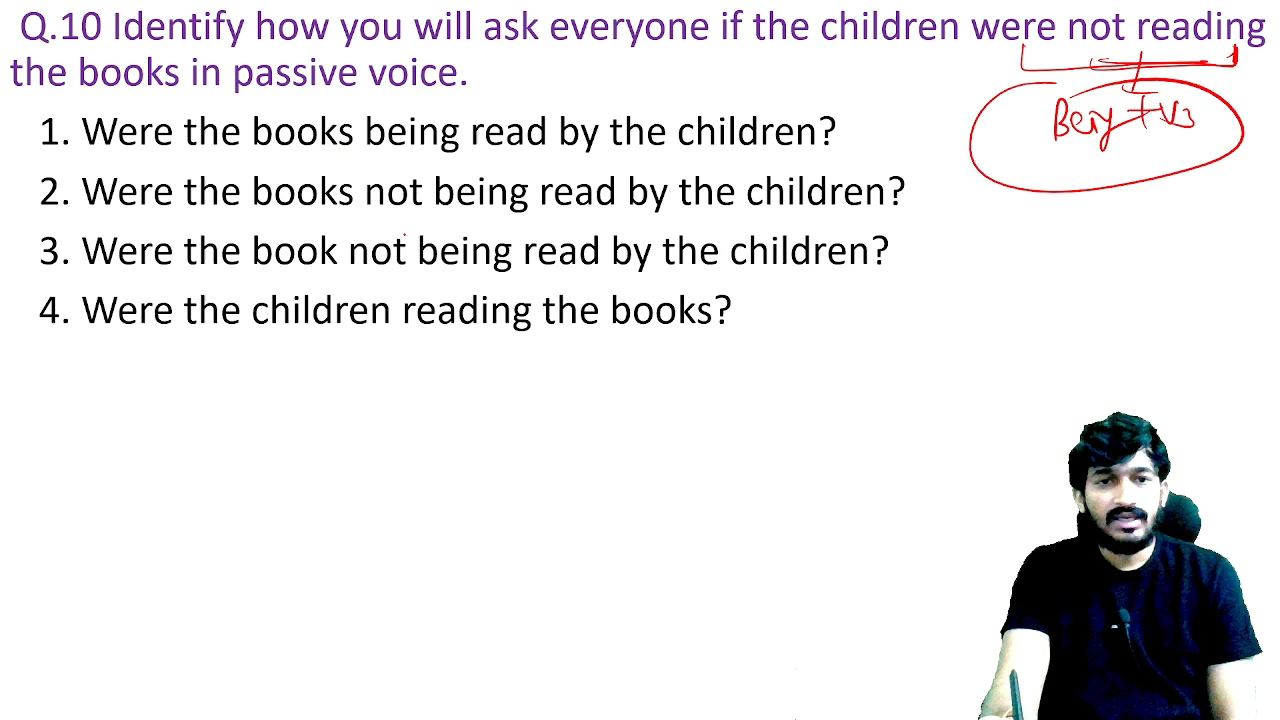 Q.10 Identify how you will ask everyone if the children were not reading
the books in passive voice.
Being + V3
1. Were the books being read by the children?
2. Were the books not being read by the children?
3. Were the book not being read by the children?
4. Were the children reading the books?